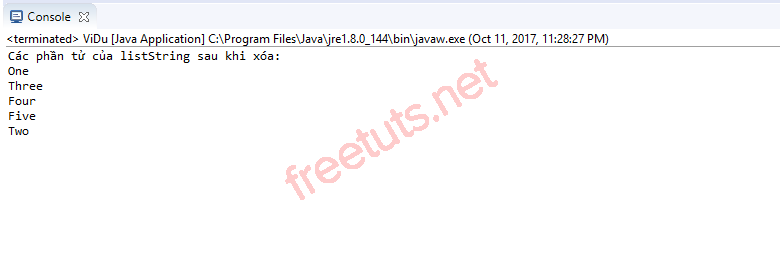 Console
<terminated> ViDu [Java Application] C:\Program Files\Java\jre1.8.0_144\bin\javaw.exe (Oct 11, 2017, 11:28:27 PM)
Các phần tử của listString sau khi xóa:
One
Three
Four
Five
Two
freetuts.net